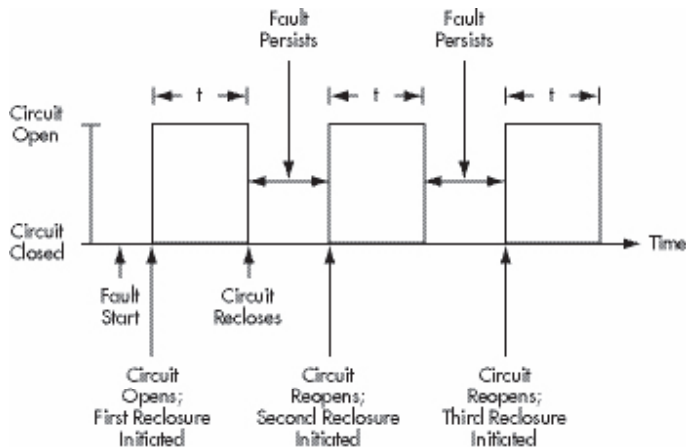 Fault
Persists
Fault
Persists
t
t
t
Circuit
Open
Circuit
Closed
Time
Fault
Start
Circuit
Recloses
Circuit
Opens;
First Reclosure
Initiated
Circuit
Reopens;
Second Reclosure
Initiated
Circuit
Reopens;
Third Reclosure
Initiated